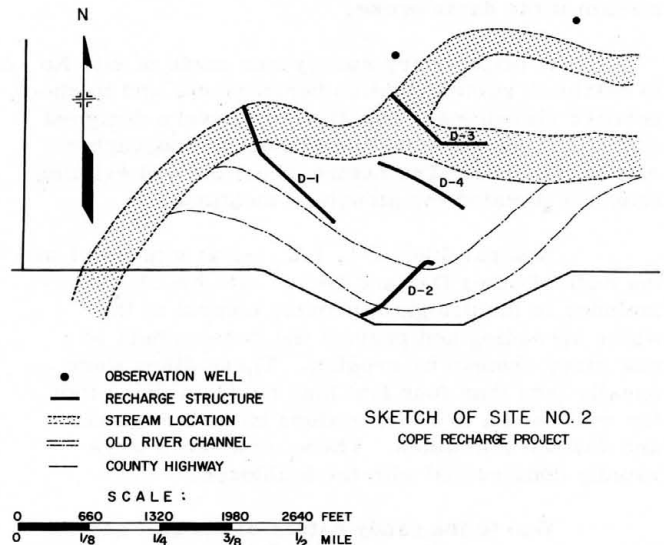 N
D-3
D-1
D-4
D-2
OBSERVATION WELL
RECHARGE STRUCTURE
STREAM LOCATION
OLD RIVER CHANNEL
COUNTY HIGHWAY
SKETCH OF SITE NO. 2
COPE RECHARGE PROJECT
SCALE:
0 660 1320 1980 2640 FEET
0 1/8 1/4 3/8 1/2 MILE